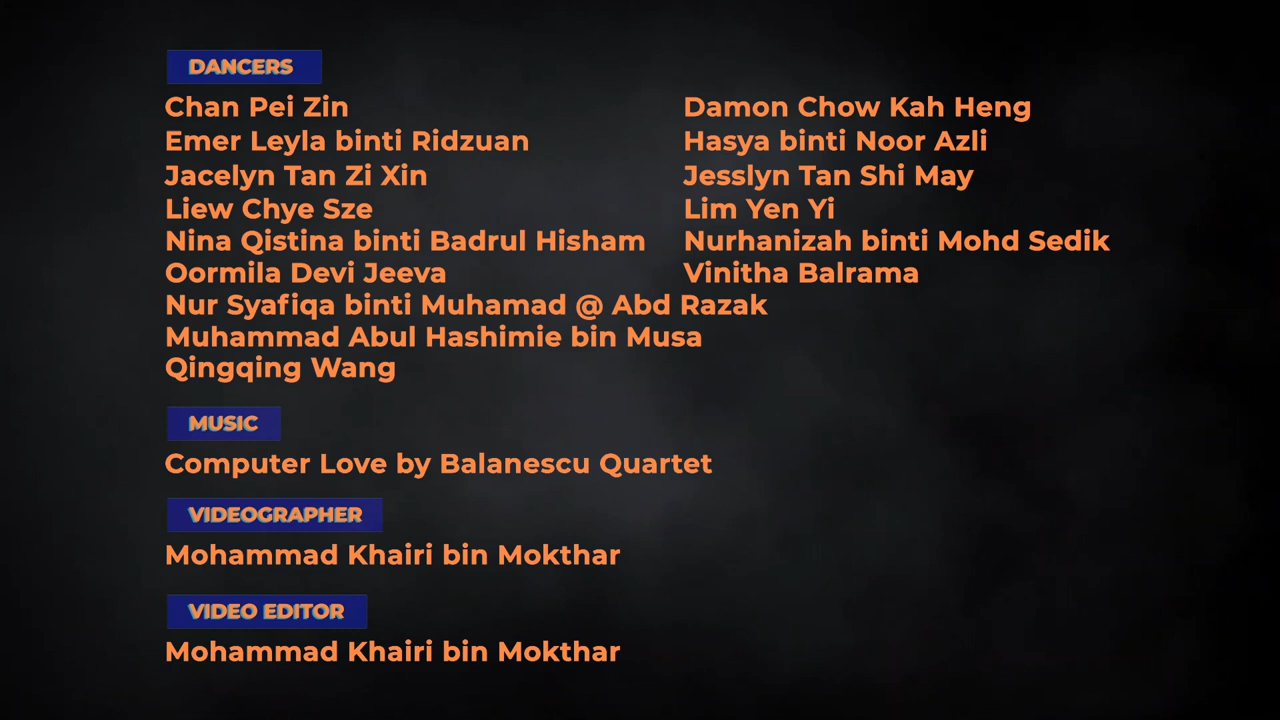 DANCERS
Chan Pei Zin
Damon Chow Kah Heng
Emer Leyla binti Ridzuan
Hasya binti Noor Azli
Jacelyn Tan Zi Xin
Jesslyn Tan Shi May
Liew Chye Sze
Lim Yen Yi
Nina Qistina binti Badrul Hisham
Nurhanizah binti Mohd Sedik
Oormila Devi Jeeva
Vinitha Balrama
Nur Syafiqa binti Muhamad @ Abd Razak
Muhammad Abul Hashimie bin Musa
Qingqing Wang
MUSIC
Computer Love by Balanescu Quartet
VIDEOGRAPHER
Mohammad Khairi bin Mokthar
VIDEO EDITOR
Mohammad Khairi bin Mokthar